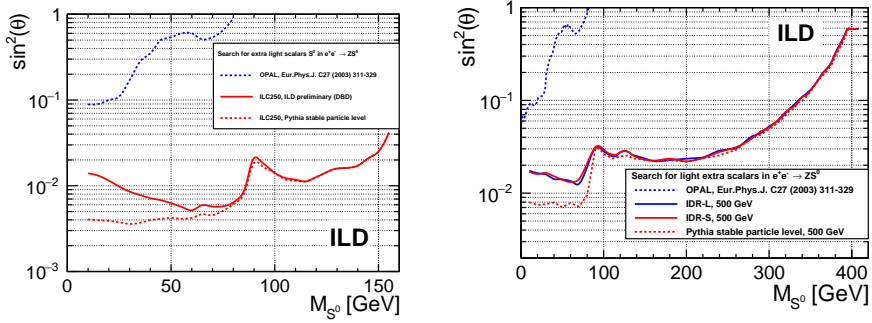 sin²(θ)
1
10⁻¹
10⁻²
10⁻³
Search for extra light scalars S⁰ in e⁺e⁻ → ZS⁰
OPAL, Eur.Phys.J. C27 (2003) 311-329
ILC250, ILD preliminary (DBD)
ILC250, Pythia stable particle level
ILD
0 50 100 150
M_S⁰ [GeV]
sin²(θ)
1
10⁻¹
10⁻²
ILD
Search for light extra scalars in e⁺e⁻ → ZS⁰
OPAL, Eur.Phys.J. C27 (2003) 311-329
IDR-L, 500 GeV
IDR-S, 500 GeV
Pythia stable particle level, 500 GeV
0 100 200 300 400
M_S⁰ [GeV]